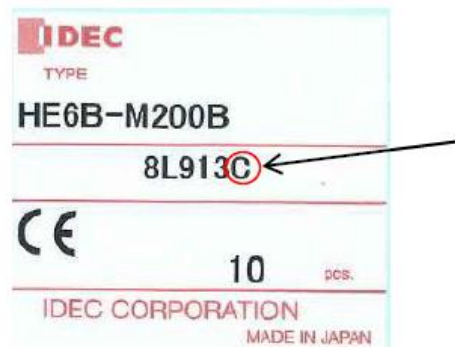 IDEC
TYPE
HE6B-M200B
8L913C
CE
10 pcs.
IDEC CORPORATION
MADE IN JAPAN